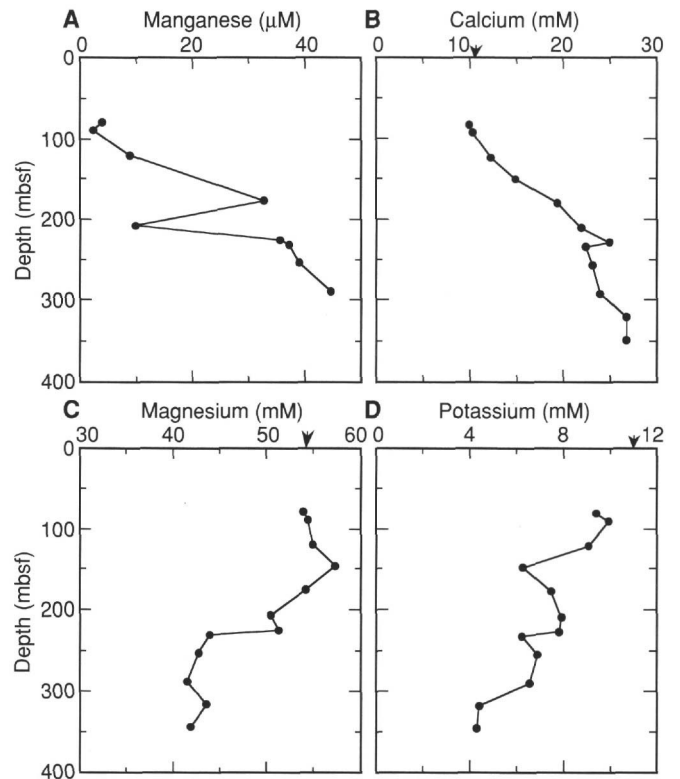 A Manganese (μM)
0 20 40
0
100
200
300
400
Depth (mbsf)
B Calcium (mM)
0 10 20 30
C Magnesium (mM)
30 40 50 60
0
100
200
300
400
Depth (mbsf)
D Potassium (mM)
0 4 8 12